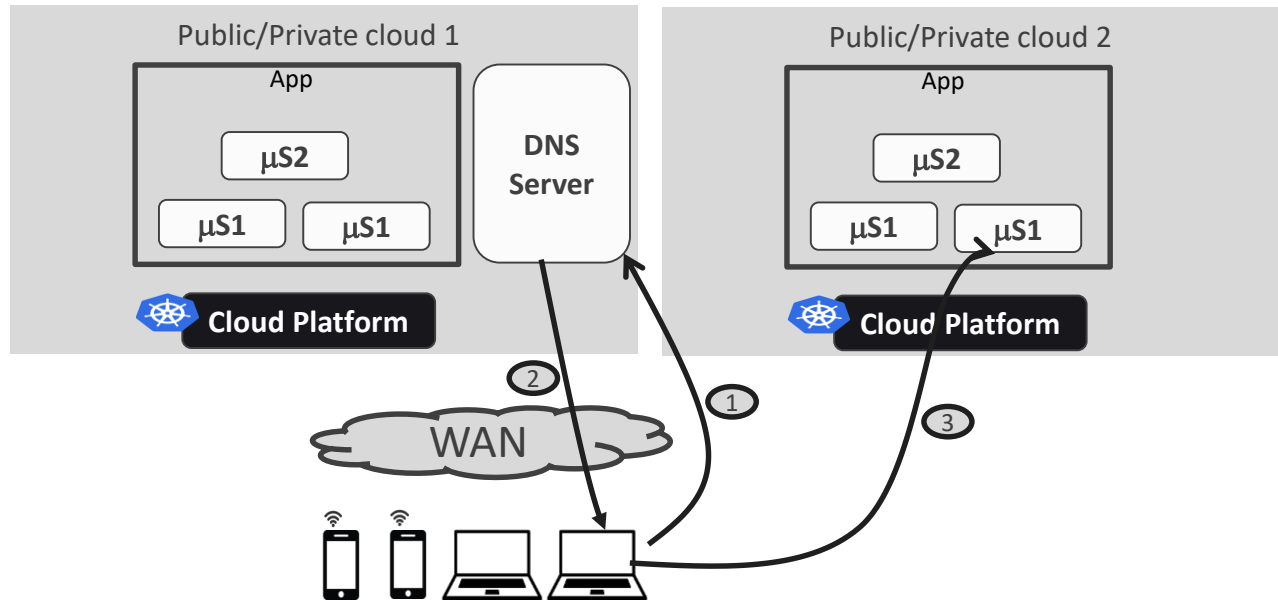 Public/Private cloud 1
App
μS2
μS1
μS1
DNS
Server
Cloud Platform
Public/Private cloud 2
App
μS2
μS1
μS1
Cloud Platform
2
1
3
WAN